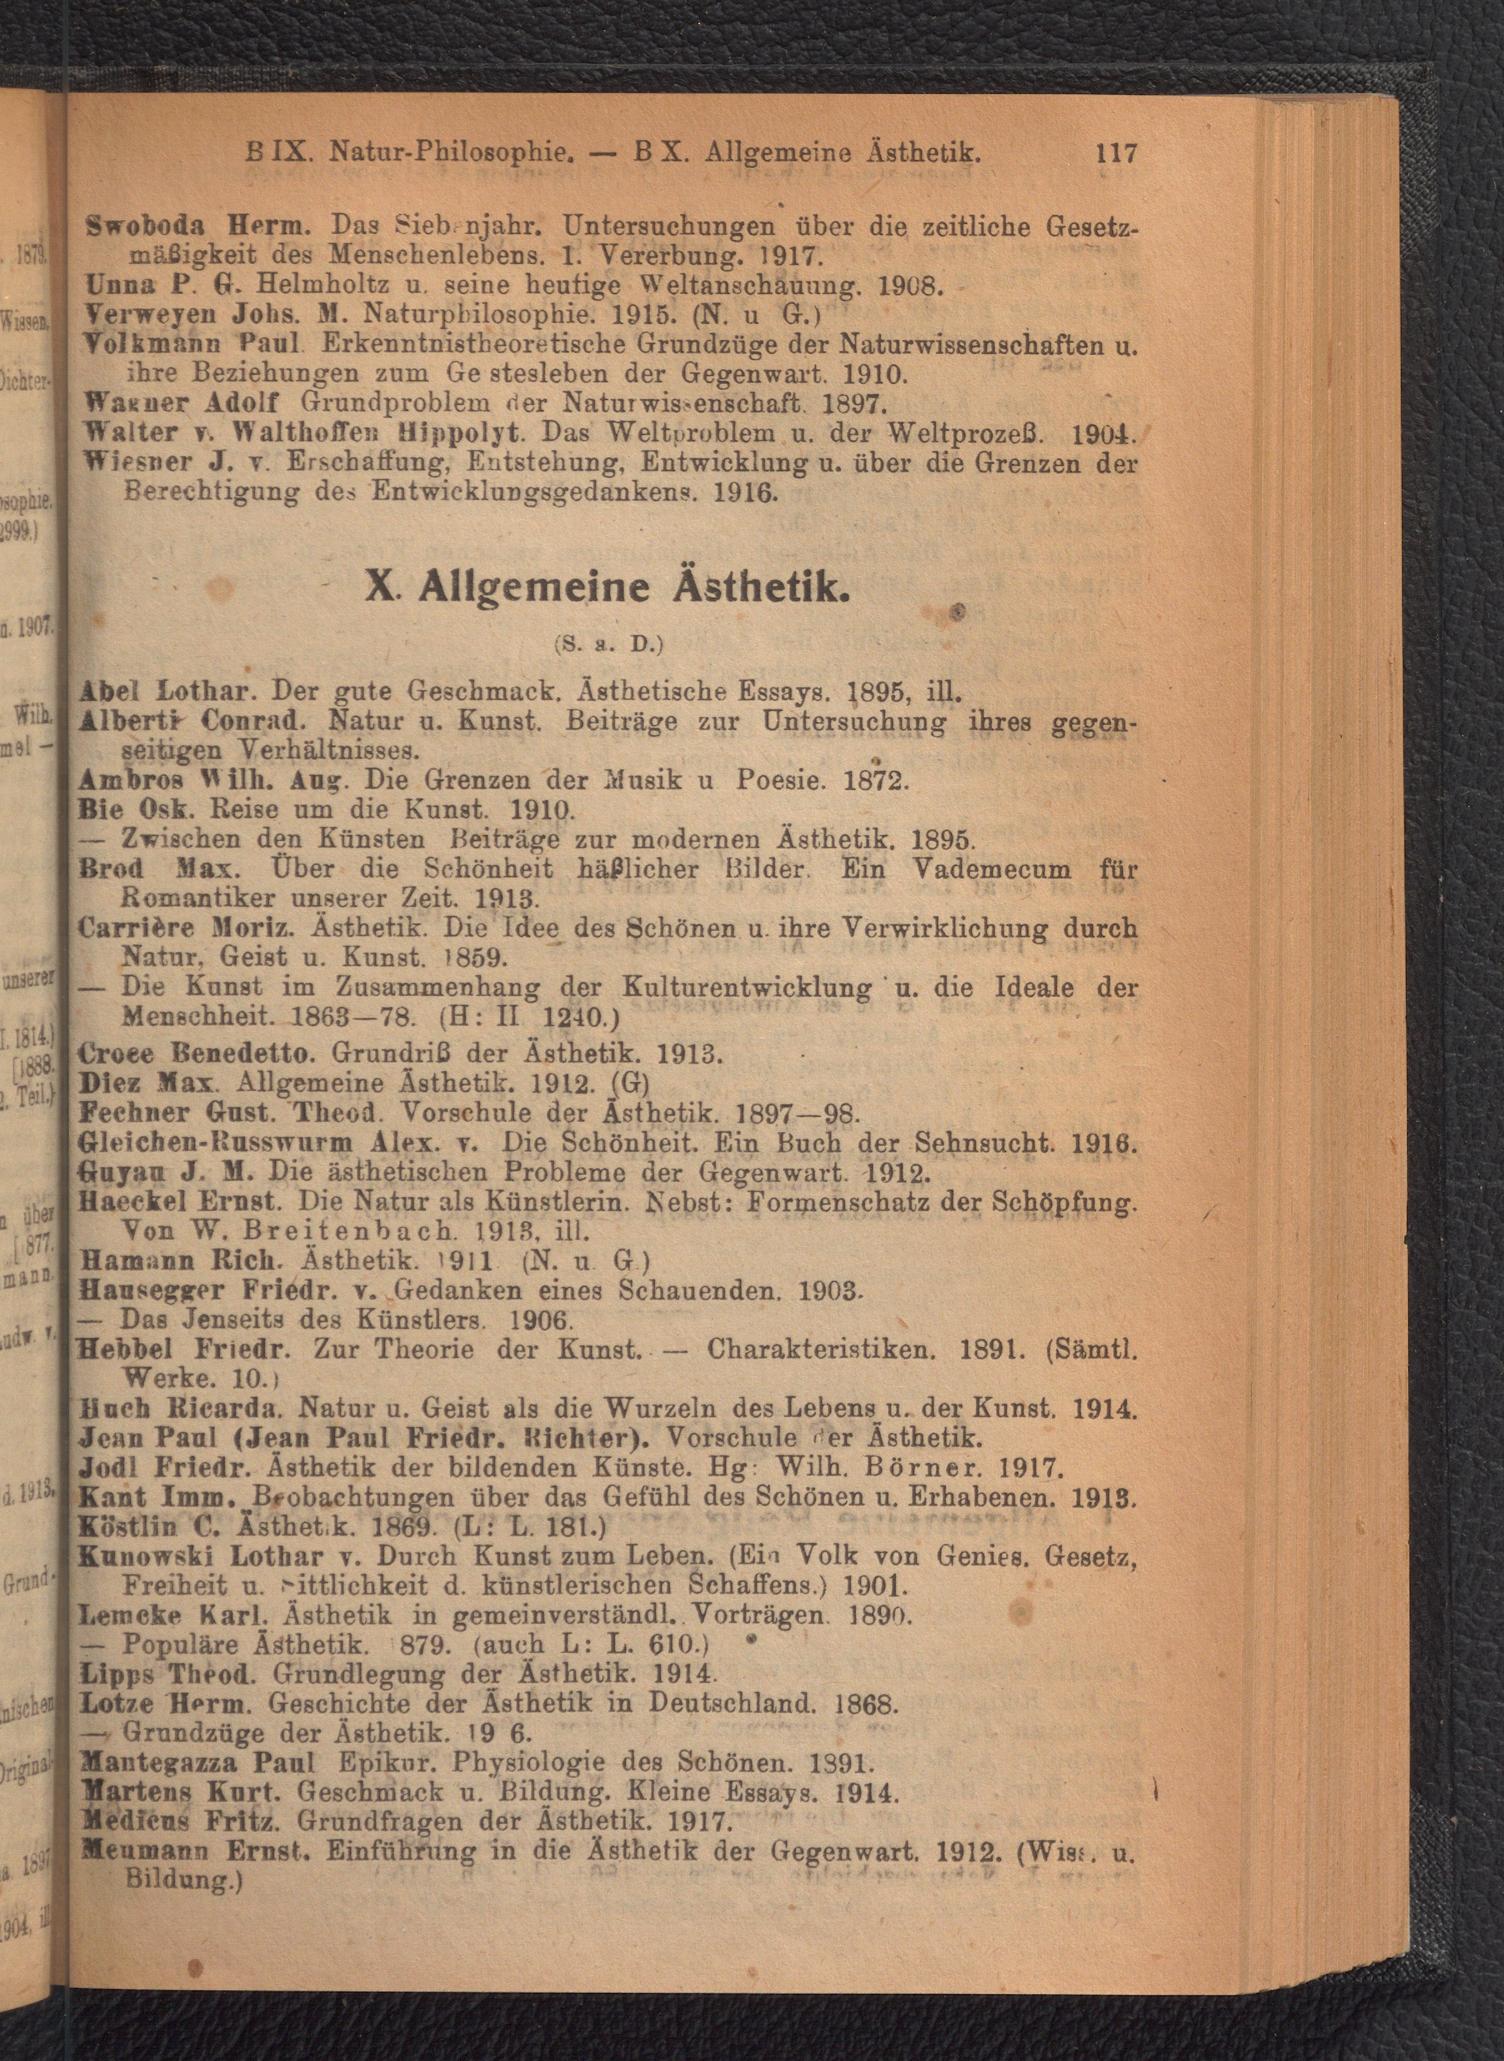 B IX. Natur-Philosophie. — B X. Allgemeine Ästhetik. 117
Swoboda Herm. Das Sieb njahr. Untersuchungen über die zeitliche Gesetz-
mäßigkeit des Menschenlebens. I. Vererbung. 1917.
Unna P. G. Helmholtz u. seine heutige Weltanschauung. 1908.
Verweyen Johs. M. Naturphilosophie. 1915. (N. u G.)
Volkmann Paul. Erkenntnistheoretische Grundzüge der Naturwissenschaften u.
ihre Beziehungen zum Ge stesleben der Gegenwart. 1910.
Wagner Adolf Grundproblem der Naturwissenschaft. 1897.
Walter v. Walthoffen Hippolyt. Das Weltproblem u. der Weltprozeß. 1904.
Wiesner J. v. Erschaffung, Entstehung, Entwicklung u. über die Grenzen der
Berechtigung des Entwicklungsgedankens. 1916.
X. Allgemeine Ästhetik.
(S. a. D.)
Abel Lothar. Der gute Geschmack. Ästhetische Essays. 1895, ill.
Alberti Conrad. Natur u. Kunst. Beiträge zur Untersuchung ihres gegen-
seitigen Verhältnisses.
Ambros Wilh. Aug. Die Grenzen der Musik u Poesie. 1872.
Bie Osk. Reise um die Kunst. 1910.
— Zwischen den Künsten Beiträge zur modernen Ästhetik. 1895.
Brod Max. Über die Schönheit häßlicher Bilder. Ein Vademecum für
Romantiker unserer Zeit. 1913.
Carrière Moriz. Ästhetik. Die Idee des Schönen u. ihre Verwirklichung durch
Natur, Geist u. Kunst. 1859.
— Die Kunst im Zusammenhang der Kulturentwicklung u. die Ideale der
Menschheit. 1863—78. (H: II 1240.)
Croce Benedetto. Grundriß der Ästhetik. 1913.
Diez Max. Allgemeine Ästhetik. 1912. (G)
Fechner Gust. Theod. Vorschule der Ästhetik. 1897—98.
Gleichen-Russwurm Alex. v. Die Schönheit. Ein Buch der Sehnsucht. 1916.
Guyau J. M. Die ästhetischen Probleme der Gegenwart. 1912.
Haeckel Ernst. Die Natur als Künstlerin. Nebst: Formenschatz der Schöpfung.
Von W. Breitenbach. 1913, ill.
Hamann Rich. Ästhetik. 1911 (N. u. G.)
Hausegger Friedr. v. Gedanken eines Schauenden. 1903.
— Das Jenseits des Künstlers. 1906.
Hebbel Friedr. Zur Theorie der Kunst. — Charakteristiken. 1891. (Sämtl.
Werke. 10.)
Huch Ricarda. Natur u. Geist als die Wurzeln des Lebens u. der Kunst. 1914.
Jean Paul (Jean Paul Friedr. Richter). Vorschule der Ästhetik.
Jodl Friedr. Ästhetik der bildenden Künste. Hg: Wilh. Börner. 1917.
Kant Imm. Beobachtungen über das Gefühl des Schönen u. Erhabenen. 1913.
Köstlin C. Ästhetik. 1869. (L: L. 181.)
Kunowski Lothar v. Durch Kunst zum Leben. (Ein Volk von Genies. Gesetz,
Freiheit u. Sittlichkeit d. künstlerischen Schaffens.) 1901.
Lemcke Karl. Ästhetik in gemeinverständl. Vorträgen. 1890.
— Populäre Ästhetik. 1879. (auch L: L. 610.)
Lipps Theod. Grundlegung der Ästhetik. 1914.
Lotze Herm. Geschichte der Ästhetik in Deutschland. 1868.
— Grundzüge der Ästhetik. 19 6.
Mantegazza Paul Epikur. Physiologie des Schönen. 1891.
Martens Kurt. Geschmack u. Bildung. Kleine Essays. 1914.
Medicus Fritz. Grundfragen der Ästhetik. 1917.
Meumann Ernst. Einführung in die Ästhetik der Gegenwart. 1912. (Wiss. u.
Bildung.)